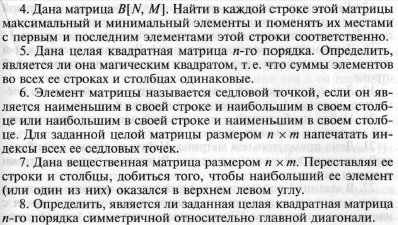 4. Дана матрица B[N, M]. Найти в каждой строке этой матрицы
максимальный и минимальный элементы и поменять их местами
с первым и последним элементами этой строки соответственно.
5. Дана целая квадратная матрица n-го порядка. Определить,
является ли она магическим квадратом, т. е. что суммы элементов
во всех ее строках и столбцах одинаковые.
6. Элемент матрицы называется седловой точкой, если он яв-
ляется наименьшим в своей строке и наибольшим в своем столб-
це или наибольшим в своей строке и наименьшим в своем столб-
це. Для заданной целой матрицы размером n × m напечатать ин-
дексы всех ее седловых точек.
7. Дана вещественная матрица размером n × m. Переставляя ее
строки и столбцы, добиться того, чтобы наибольший ее элемент
(или один из них) оказался в верхнем левом углу.
8. Определить, является ли заданная целая квадратная матрица
n-го порядка симметричной относительно главной диагонали.